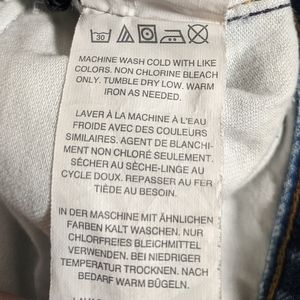 30
MACHINE WASH COLD WITH LIKE
COLORS. NON CHLORINE BLEACH
ONLY. TUMBLE DRY LOW. WARM
IRON AS NEEDED.
LAVER À LA MACHINE À L'EAU
FROIDE AVEC DES COULEURS
SIMILAIRES. AGENT DE BLANCHI-
MENT NON CHLORÉ SEULEMENT.
SÉCHER AU SÈCHE-LINGE AU
CYCLE DOUX. REPASSER AU FER
TIÈDE AU BESOIN.
IN DER MASCHINE MIT ÄHNLICHEN
FARBEN KALT WASCHEN. NUR
CHLORFREIES BLEICHMITTEL
VERWENDEN. BEI NIEDRIGER
TEMPERATUR TROCKNEN. NACH
BEDARF WARM BÜGELN.